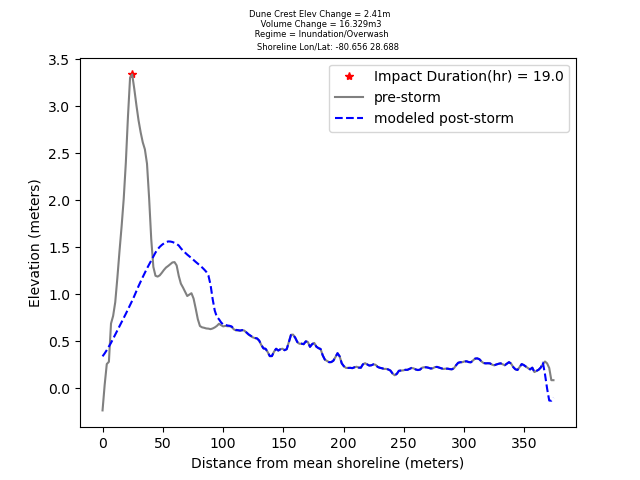 Dune Crest Elev Change = 2.41m
Volume Change = 16.329m3
Regime = Inundation/Overwash
Shoreline Lon/Lat: -80.656 28.688
Impact Duration(hr) = 19.0
pre-storm
modeled post-storm
3.5
3.0
2.5
2.0
1.5
1.0
0.5
0.0
Elevation (meters)
0 50 100 150 200 250 300 350
Distance from mean shoreline (meters)